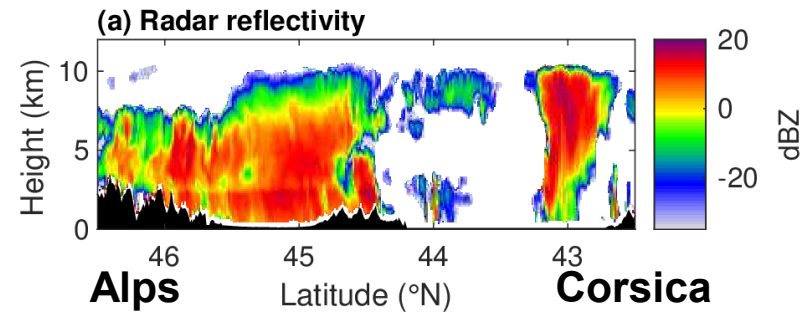 (a) Radar reflectivity
20
0
-20
dBZ
10
5
0
Height (km)
46 45 44 43
Alps Latitude (°N) Corsica